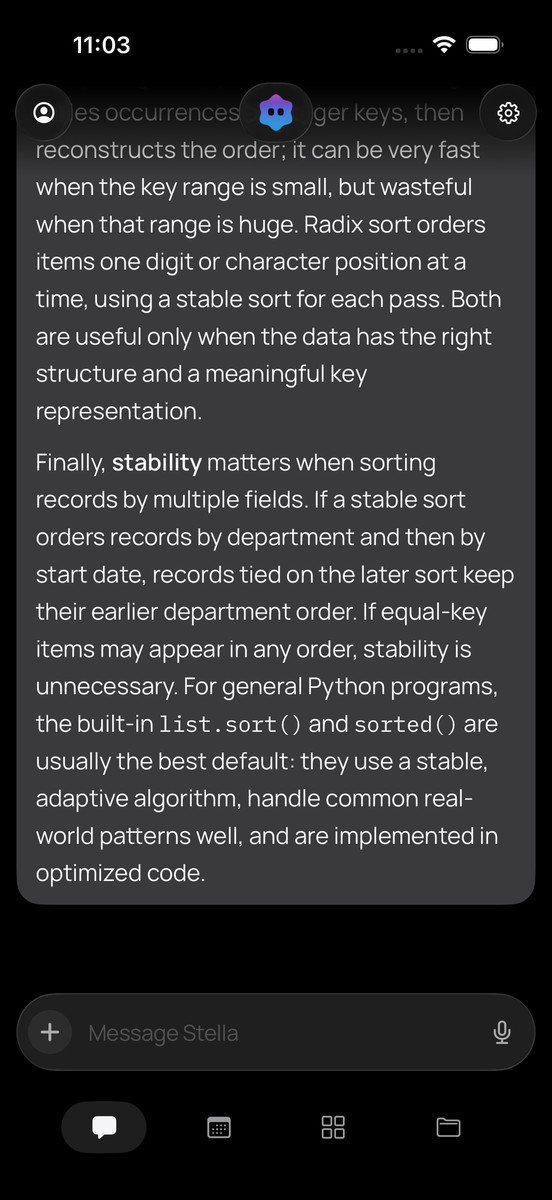 11:03
occurrences
keys, then
reconstructs the order; it can be very fast
when the key range is small, but wasteful
when that range is huge. Radix sort orders
items one digit or character position at a
time, using a stable sort for each pass. Both
are useful only when the data has the right
structure and a meaningful key
representation.
Finally, stability matters when sorting
records by multiple fields. If a stable sort
orders records by department and then by
start date, records tied on the later sort keep
their earlier department order. If equal-key
items may appear in any order, stability is
unnecessary. For general Python programs,
the built-in list.sort() and sorted() are
usually the best default: they use a stable,
adaptive algorithm, handle common real-
world patterns well, and are implemented in
optimized code.
Message Stella